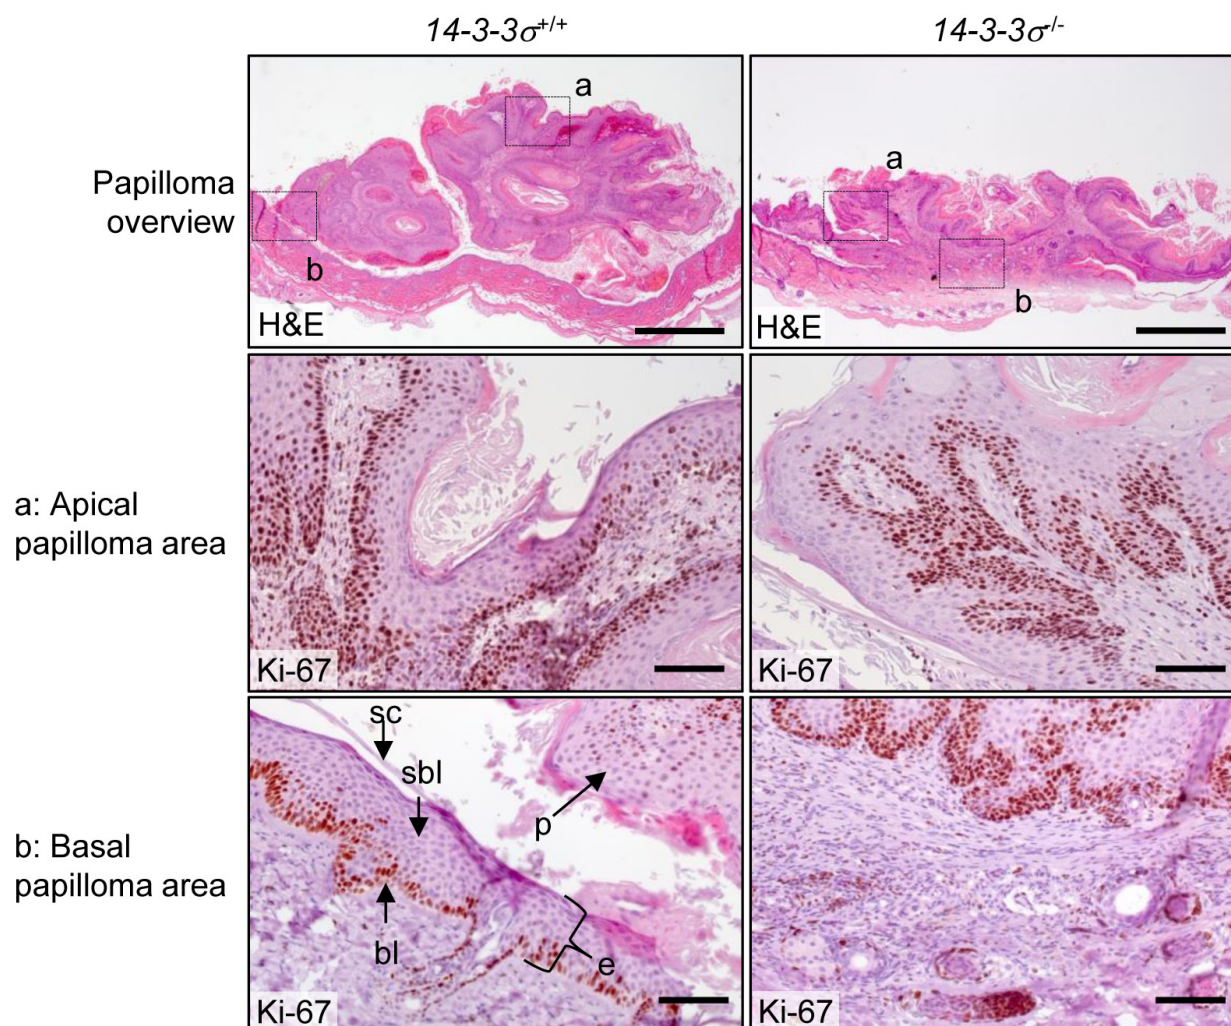 14-3-3σ+/+
14-3-3σ-/-
Papilloma
overview
a
b
H&E
a
b
H&E
a: Apical
papilloma area
Ki-67
Ki-67
b: Basal
papilloma area
sc
sbl
p
bl
e
Ki-67
Ki-67